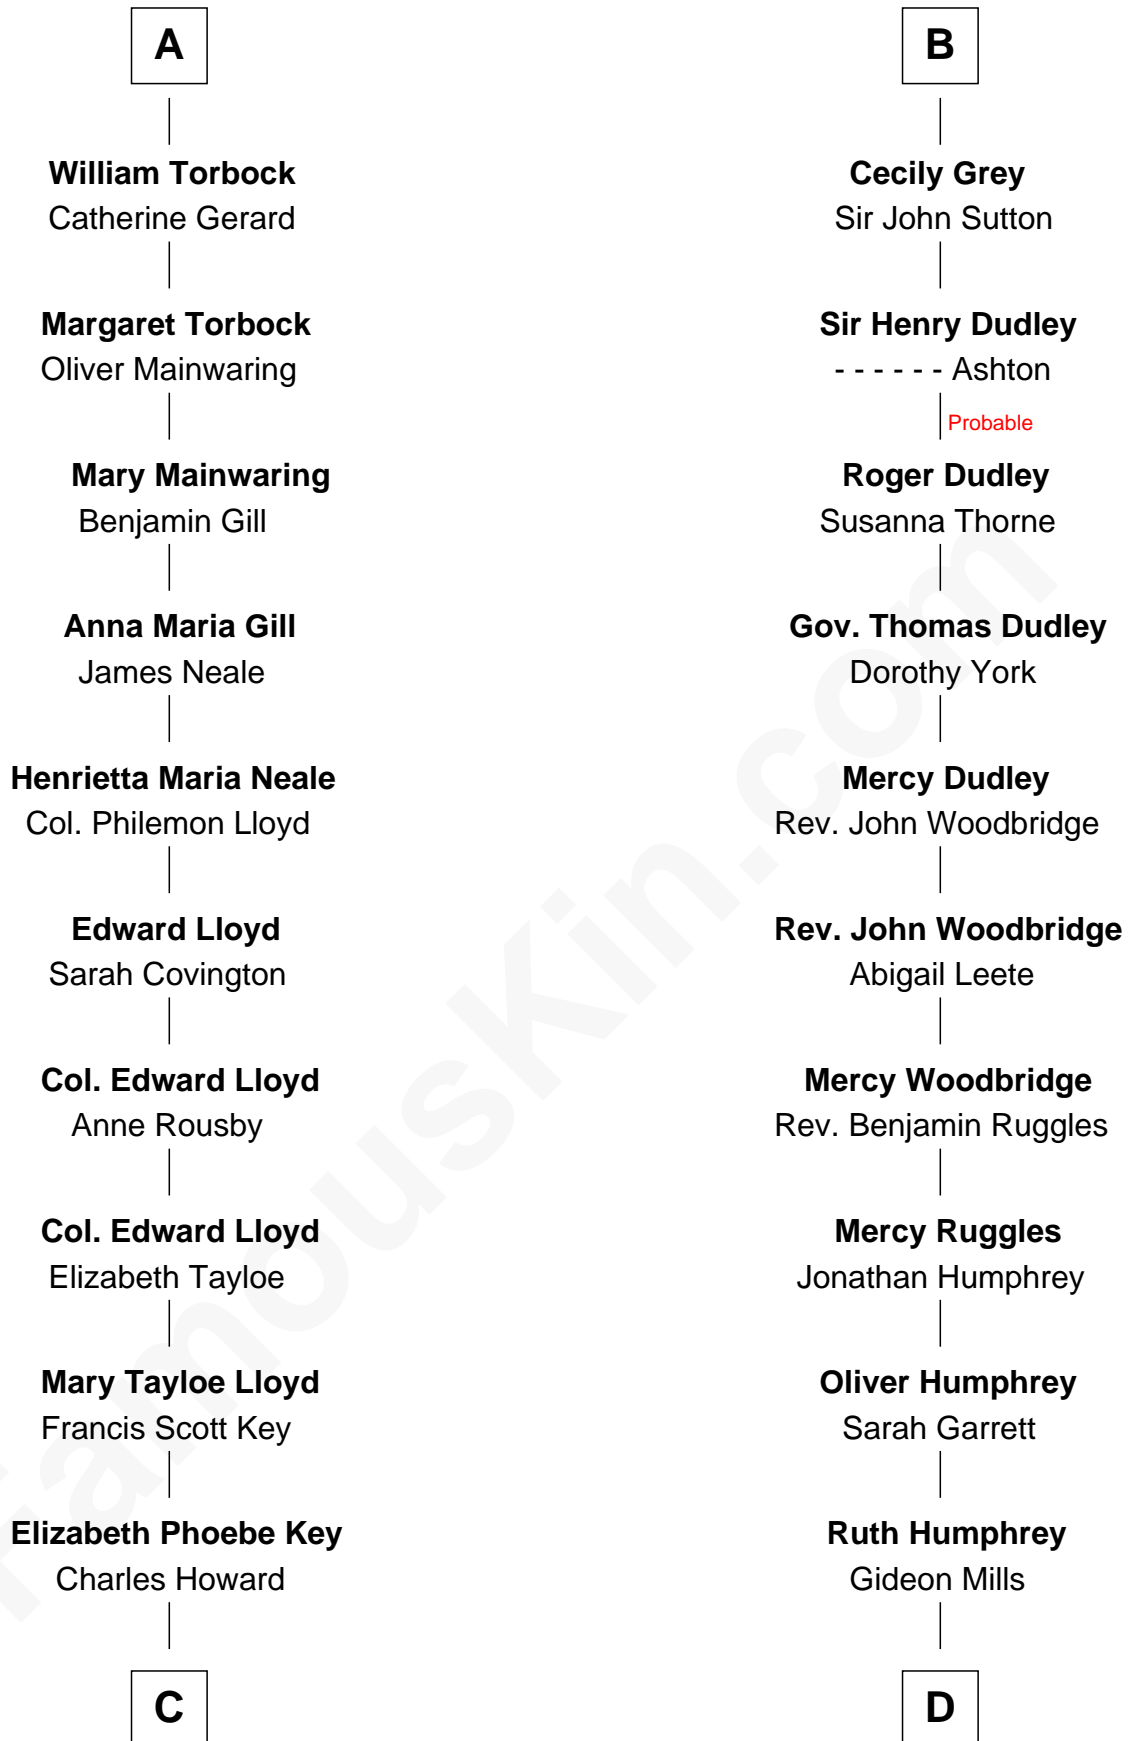 A
William Torbock
Catherine Gerard
Margaret Torbock
Oliver Mainwaring
Mary Mainwaring
Benjamin Gill
Anna Maria Gill
James Neale
Henrietta Maria Neale
Col. Philemon Lloyd
Edward Lloyd
Sarah Covington
Col. Edward Lloyd
Anne Rousby
Col. Edward Lloyd
Elizabeth Tayloe
Mary Tayloe Lloyd
Francis Scott Key
Elizabeth Phoebe Key
Charles Howard
C
B
Cecily Grey
Sir John Sutton
Sir Henry Dudley
- - - - - - Ashton
Probable
Roger Dudley
Susanna Thorne
Gov. Thomas Dudley
Dorothy York
Mercy Dudley
Rev. John Woodbridge
Rev. John Woodbridge
Abigail Leete
Mercy Woodbridge
Rev. Benjamin Ruggles
Mercy Ruggles
Jonathan Humphrey
Oliver Humphrey
Sarah Garrett
Ruth Humphrey
Gideon Mills
D
FamousKin.com